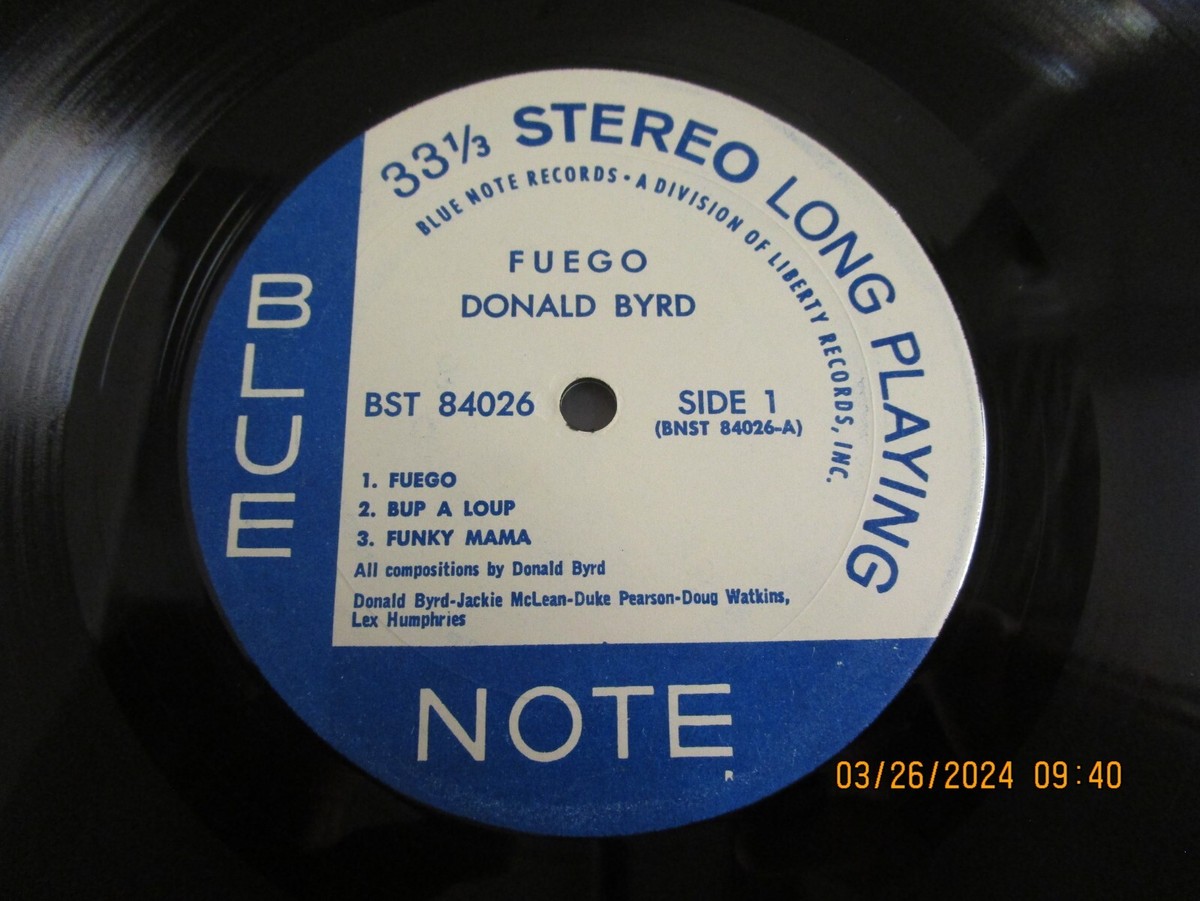 33⅓ STEREO LONG PLAYING
BLUE NOTE RECORDS • A DIVISION OF LIBERTY RECORDS, INC.
FUEGO
DONALD BYRD
BST 84026
SIDE 1
(BNST 84026-A)
1. FUEGO
2. BUP A LOUP
3. FUNKY MAMA
All compositions by Donald Byrd
Donald Byrd-Jackie McLean-Duke Pearson-Doug Watkins,
Lex Humphries
BLUE
NOTE
R
03/26/2024 09:40